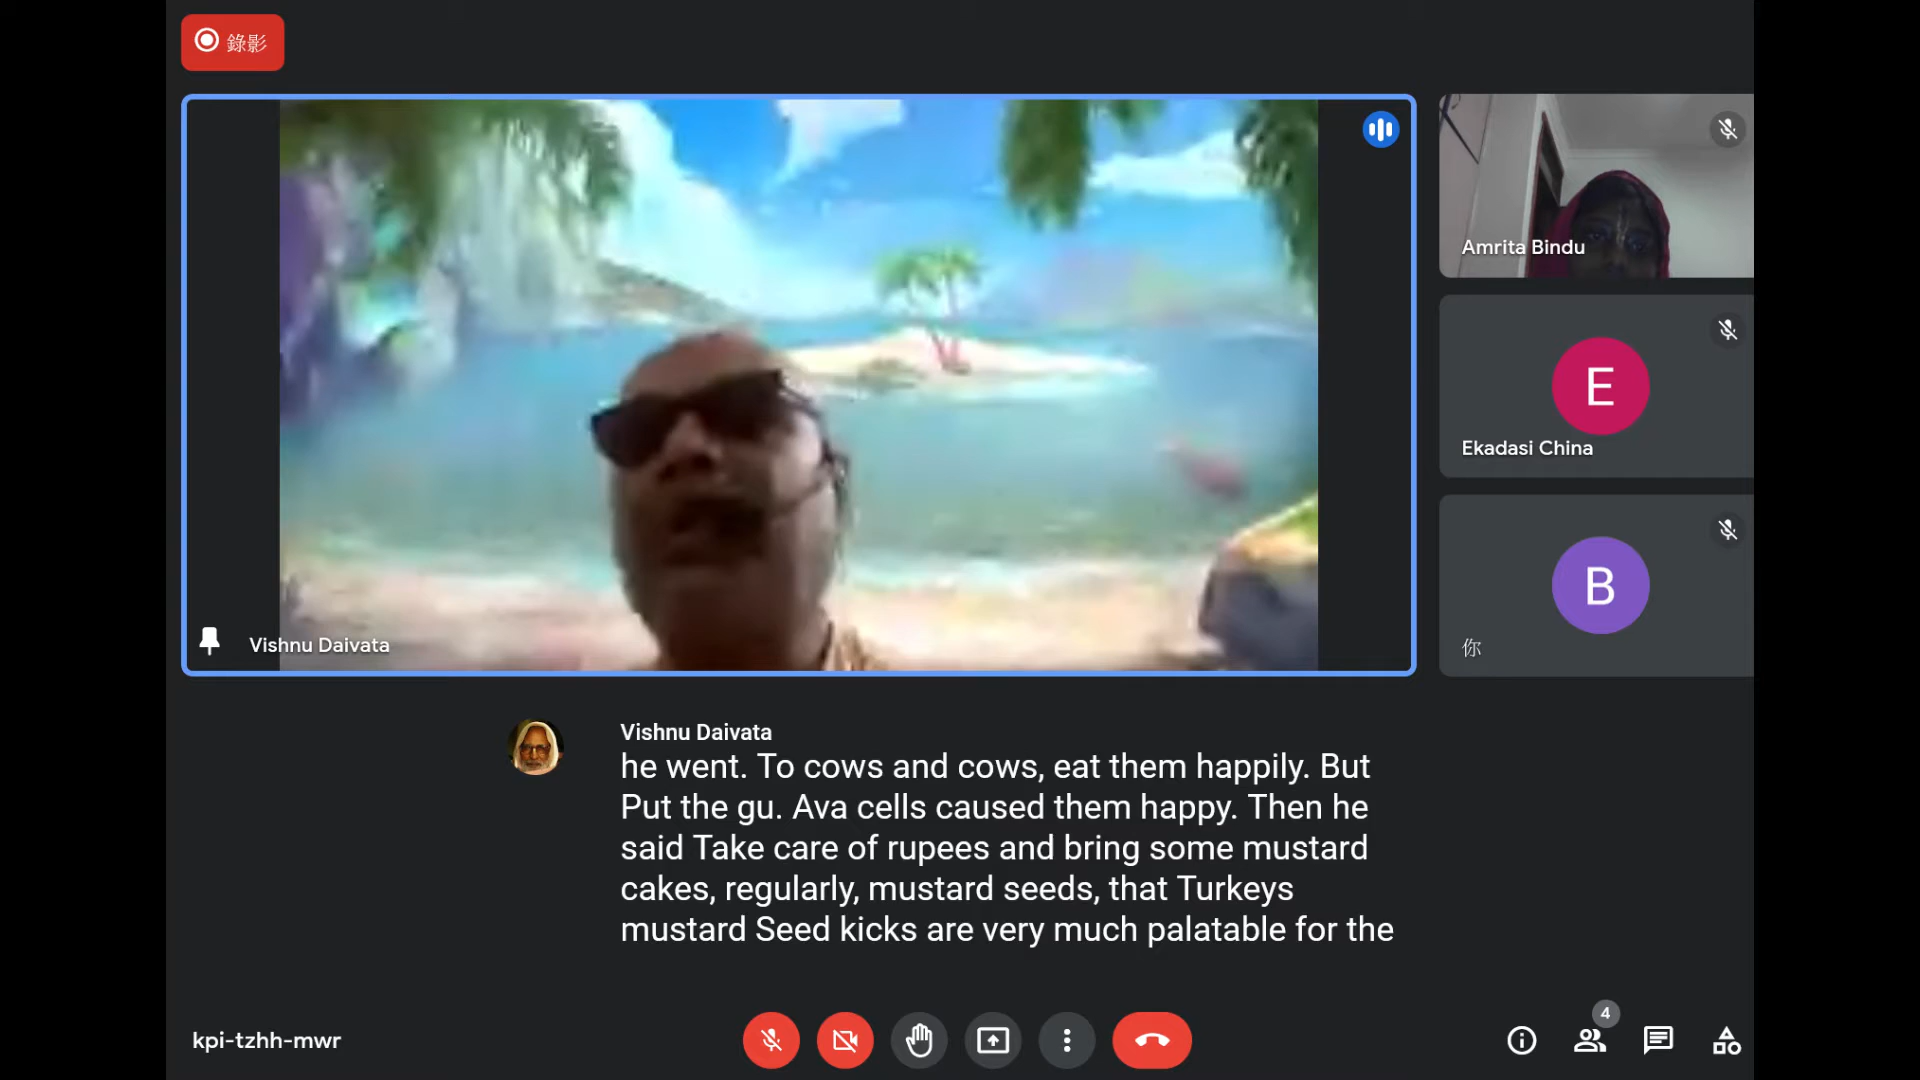 錄影
Amrita Bindu
E
Ekadasi China
B
你
Vishnu Daivata
Vishnu Daivata
he went. To cows and cows, eat them happily. But
Put the gu. Ava cells caused them happy. Then he
said Take care of rupees and bring some mustard
cakes, regularly, mustard seeds, that Turkeys
mustard Seed kicks are very much palatable for the
kpi-tzhh-mwr
4